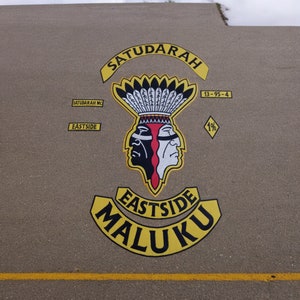 SATUDARAH
SATUDARAH MC
13-95-4
EASTSIDE
1%
EASTSIDE
MALUKU